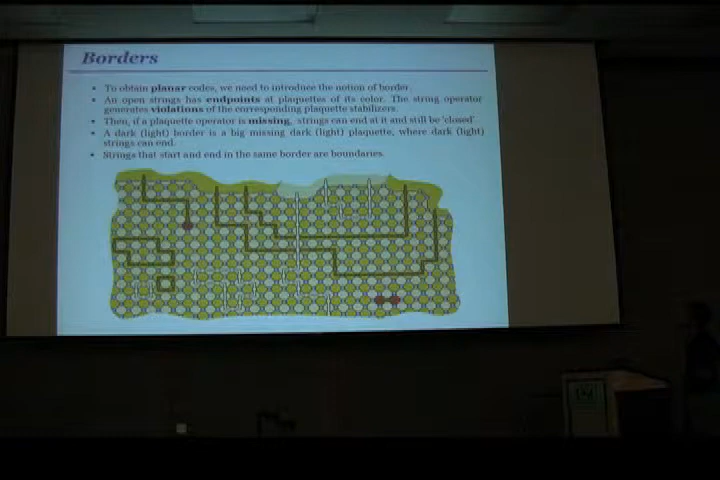 Borders
• To obtain planar codes, we need to introduce the notion of border.
• An open strings has endpoints at plaquettes of its color. The string operator
generates violations of the corresponding plaquette stabilizers.
• Then, if a plaquette operator is missing, strings can end at it and still be 'closed'.
• A dark (light) border is a big missing dark (light) plaquette, where dark (light)
strings can end.
• Strings that start and end in the same border are boundaries.